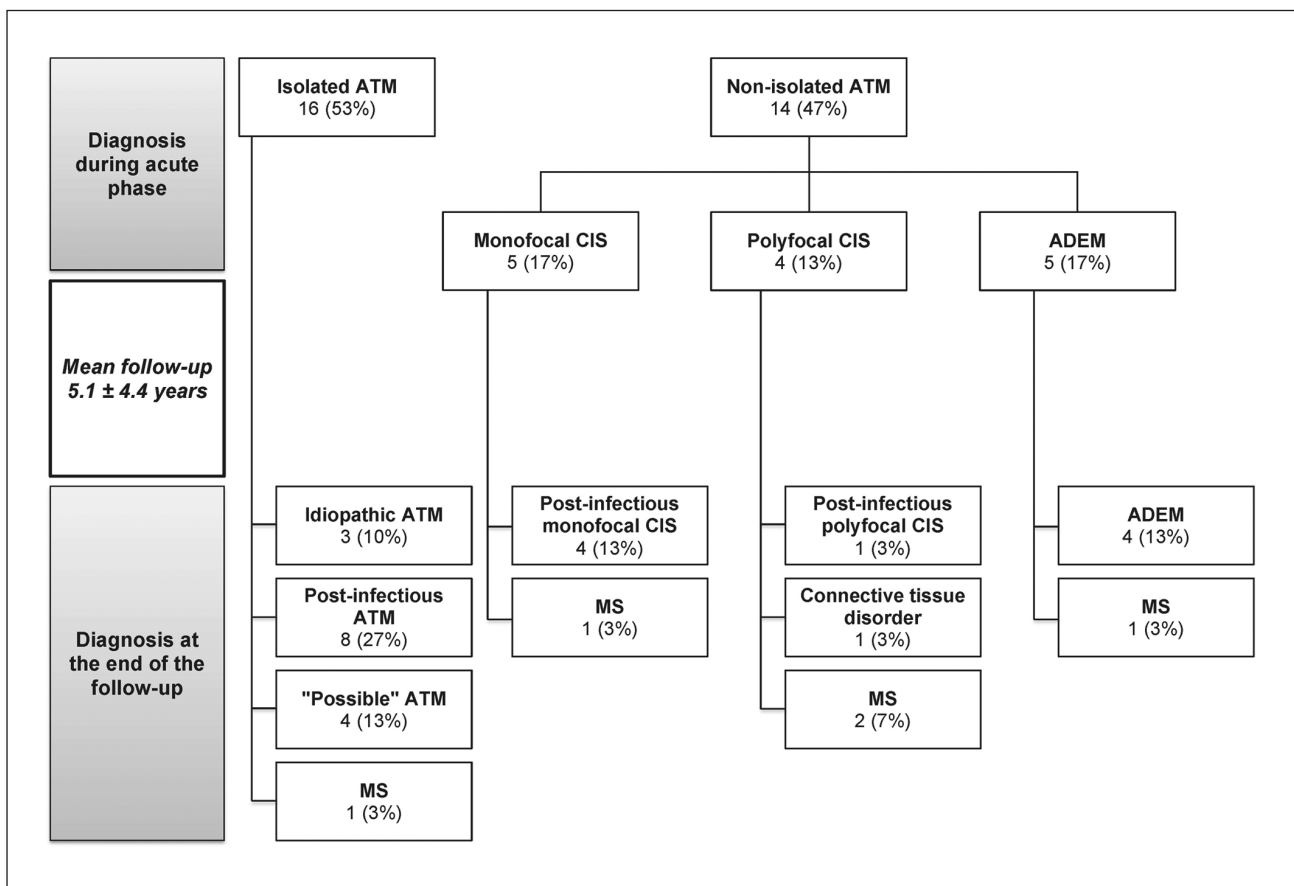 Diagnosis
during acute
phase
Isolated ATM
16 (53%)
Non-isolated ATM
14 (47%)
Monofocal CIS
5 (17%)
Polyfocal CIS
4 (13%)
ADEM
5 (17%)
Mean follow-up
5.1 ± 4.4 years
Diagnosis at
the end of the
follow-up
Idiopathic ATM
3 (10%)
Post-infectious
ATM
8 (27%)
"Possible" ATM
4 (13%)
MS
1 (3%)
Post-infectious
monofocal CIS
4 (13%)
MS
1 (3%)
Post-infectious
polyfocal CIS
1 (3%)
Connective tissue
disorder
1 (3%)
MS
2 (7%)
ADEM
4 (13%)
MS
1 (3%)